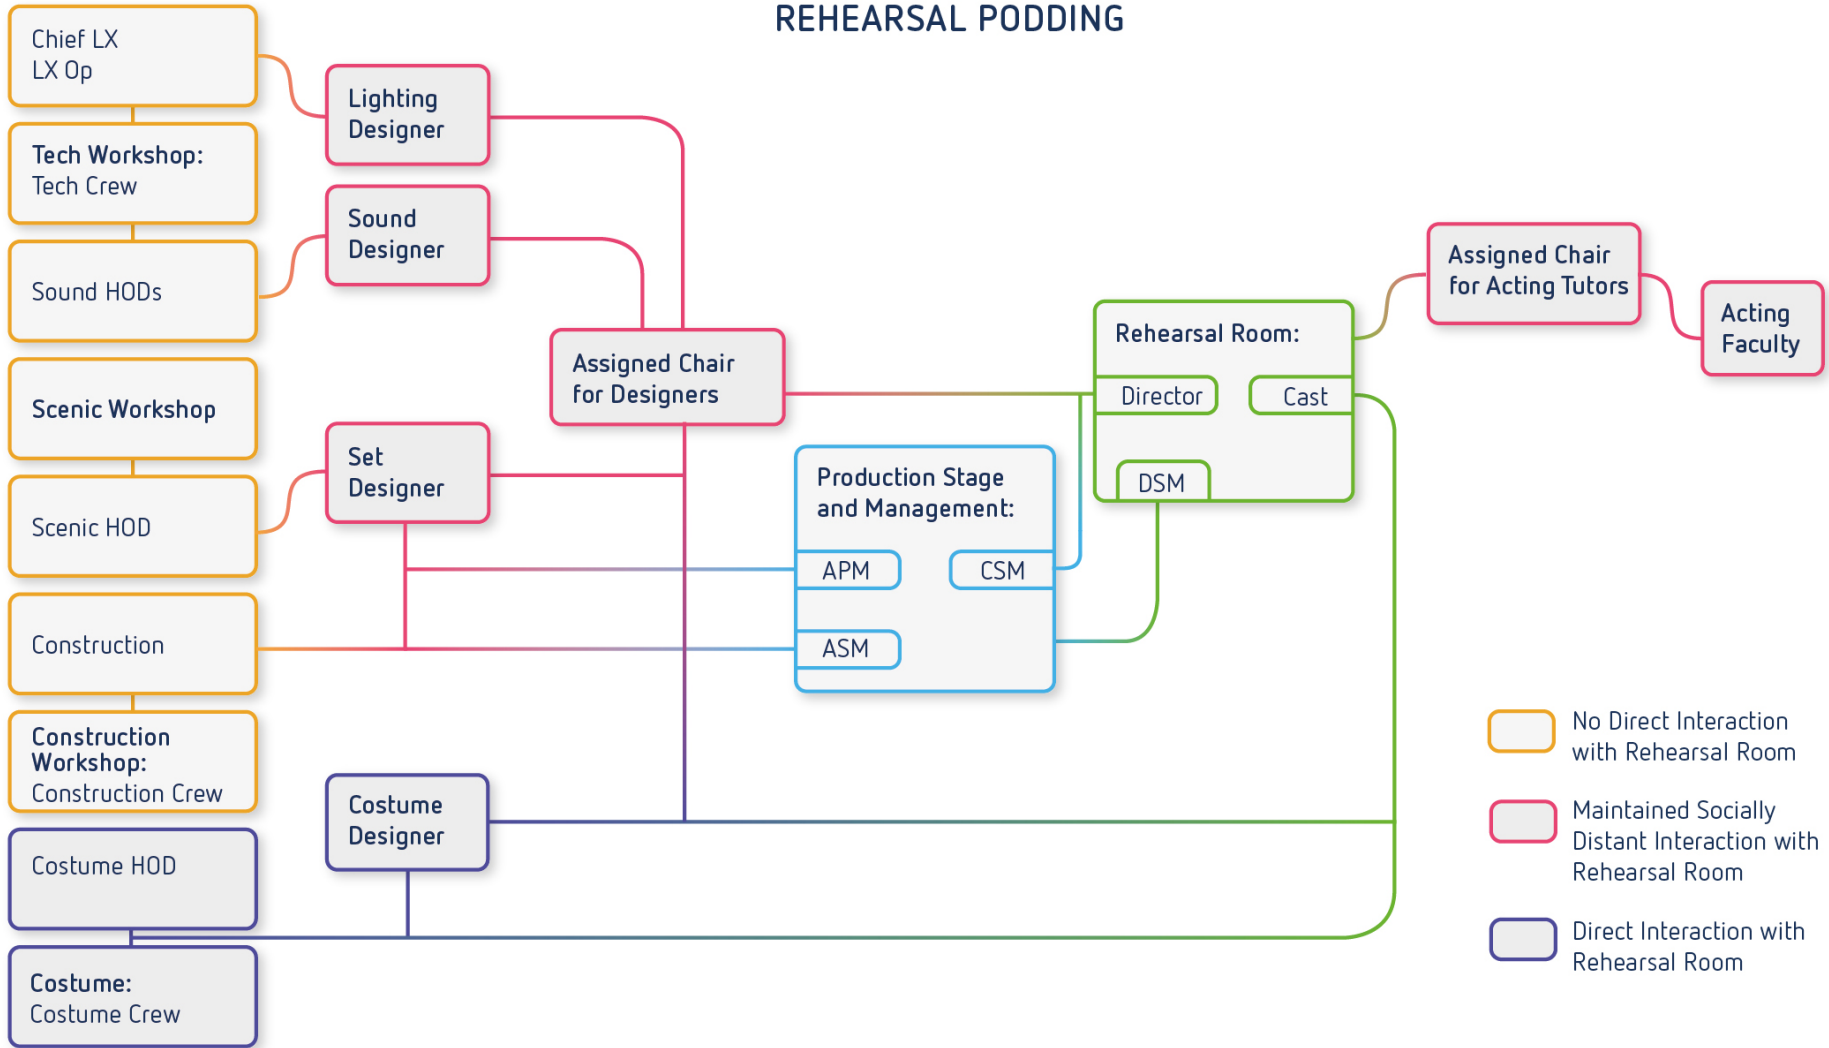 REHEARSAL PODDING
Chief LX
LX Op
Tech Workshop:
Tech Crew
Sound HODs
Scenic Workshop
Scenic HOD
Construction
Construction
Workshop:
Construction Crew
Costume HOD
Costume:
Costume Crew
Lighting
Designer
Sound
Designer
Set
Designer
Costume
Designer
Assigned Chair
for Designers
Production Stage
and Management:
APM
CSM
ASM
Rehearsal Room:
Director
Cast
DSM
Assigned Chair
for Acting Tutors
Acting
Faculty
No Direct Interaction
with Rehearsal Room
Maintained Socially
Distant Interaction with
Rehearsal Room
Direct Interaction with
Rehearsal Room